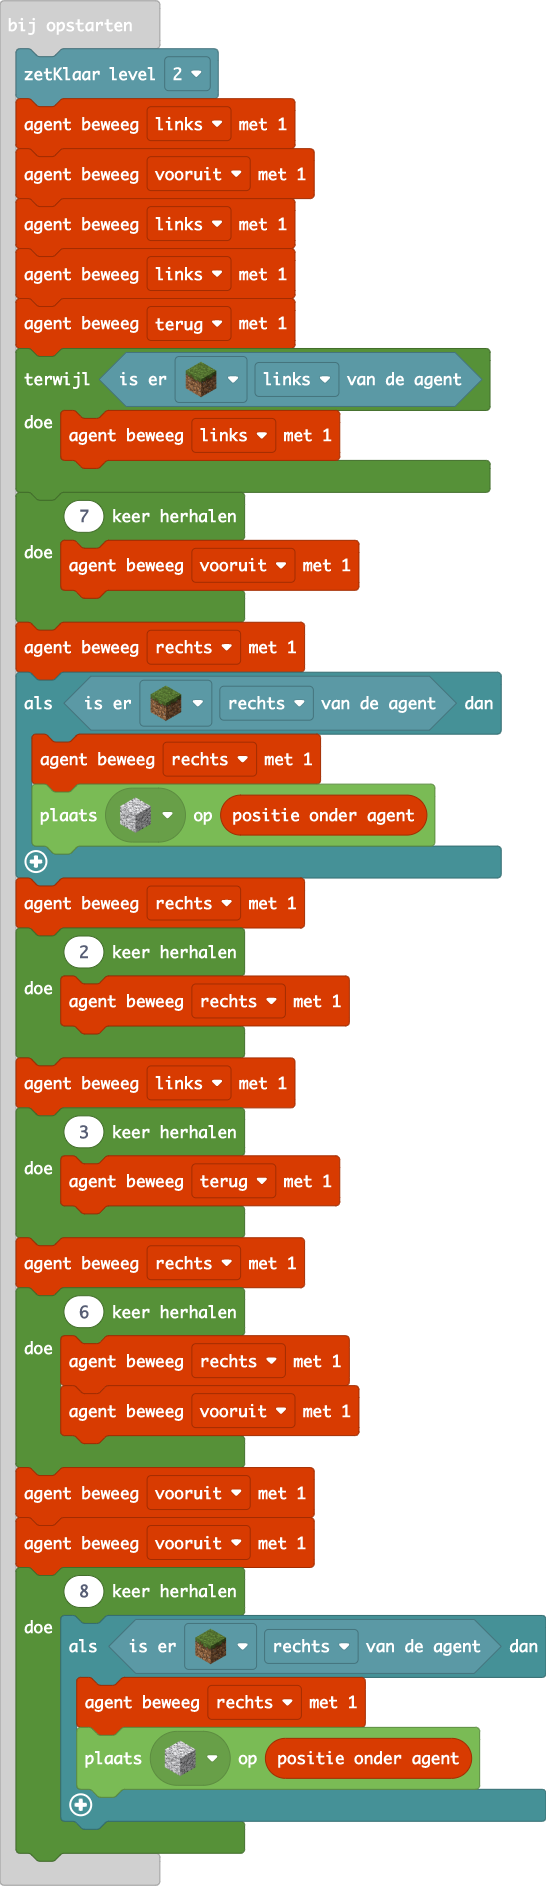 bij opstarten
zetKlaar level 2
agent beweeg links met 1
agent beweeg vooruit met 1
agent beweeg links met 1
agent beweeg links met 1
agent beweeg terug met 1
terwijl is er links van de agent
doe
agent beweeg links met 1
7 keer herhalen
doe
agent beweeg vooruit met 1
agent beweeg rechts met 1
als is er rechts van de agent dan
agent beweeg rechts met 1
plaats op positie onder agent
agent beweeg rechts met 1
2 keer herhalen
doe
agent beweeg rechts met 1
agent beweeg links met 1
3 keer herhalen
doe
agent beweeg terug met 1
agent beweeg rechts met 1
6 keer herhalen
doe
agent beweeg rechts met 1
agent beweeg vooruit met 1
agent beweeg vooruit met 1
agent beweeg vooruit met 1
8 keer herhalen
doe
als is er rechts van de agent dan
agent beweeg rechts met 1
plaats op positie onder agent